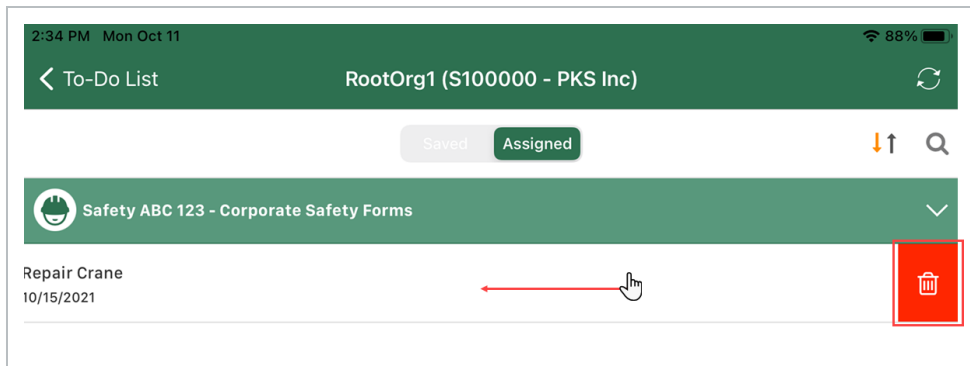 2:34 PM Mon Oct 11 88%
To-Do List RootOrg1 (S100000 - PKS Inc)
Saved Assigned
Safety ABC 123 - Corporate Safety Forms
Repair Crane
10/15/2021